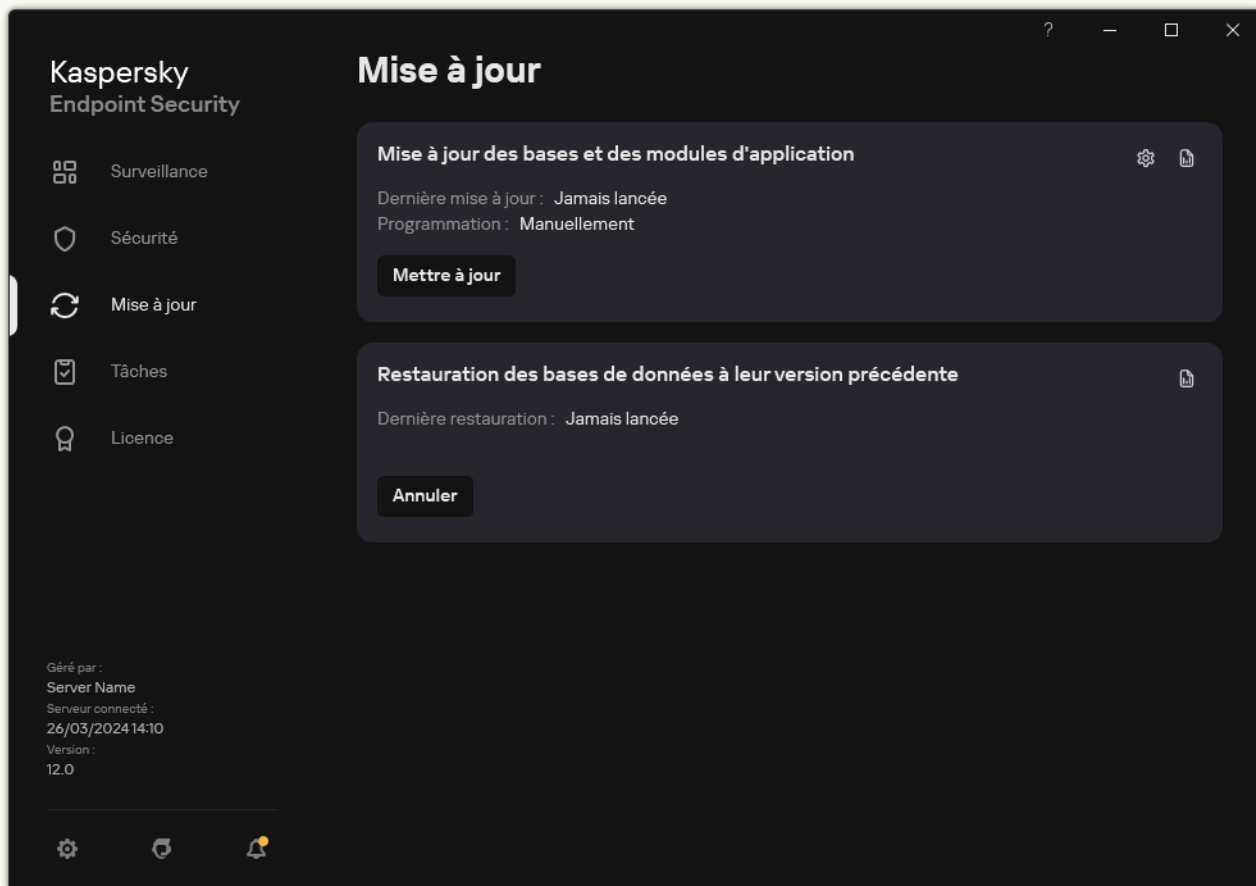 ?
Kaspersky
Endpoint Security
Surveillance
Sécurité
Mise à jour
Tâches
Licence
Géré par :
Server Name
Serveur connecté :
26/03/2024 14:10
Version :
12.0
Mise à jour
Mise à jour des bases et des modules d'application
Dernière mise à jour : Jamais lancée
Programmation : Manuellement
Mettre à jour
Restauration des bases de données à leur version précédente
Dernière restauration : Jamais lancée
Annuler